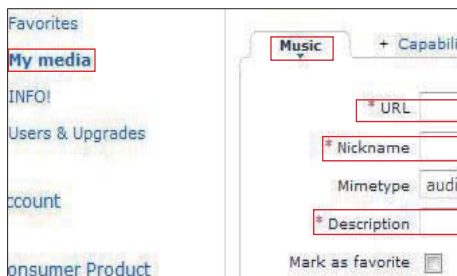 Favorites
My media
INFO!
Users & Upgrades
ccount
onsumer Product
Music
+ Capabili
* URL
* Nickname
Mimetype audi
* Description
Mark as favorite